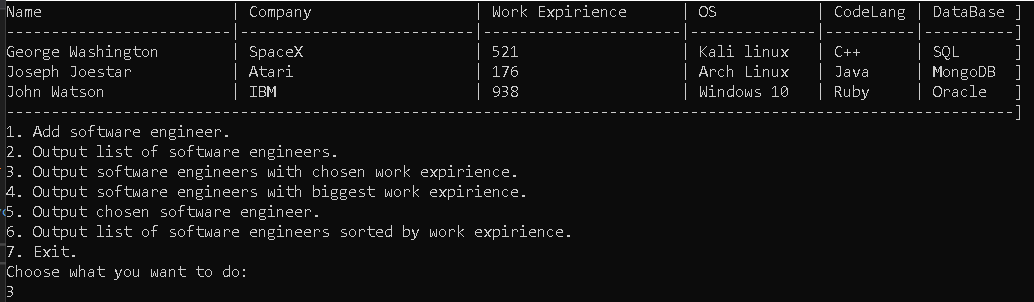 Name | Company | Work Expirience | OS | CodeLang | DataBase ]
--------------------------|----------------------------|---------------------|--------------|----------|----------]
George Washington | SpaceX | 521 | Kali linux | C++ | SQL ]
Joseph Joestar | Atari | 176 | Arch Linux | Java | MongoDB ]
John Watson | IBM | 938 | Windows 10 | Ruby | Oracle ]
-------------------------------------------------------------------------------------------------------------------]
1. Add software engineer.
2. Output list of software engineers.
3. Output software engineers with chosen work expirience.
4. Output software engineers with biggest work expirience.
5. Output chosen software engineer.
6. Output list of software engineers sorted by work expirience.
7. Exit.
Choose what you want to do:
3